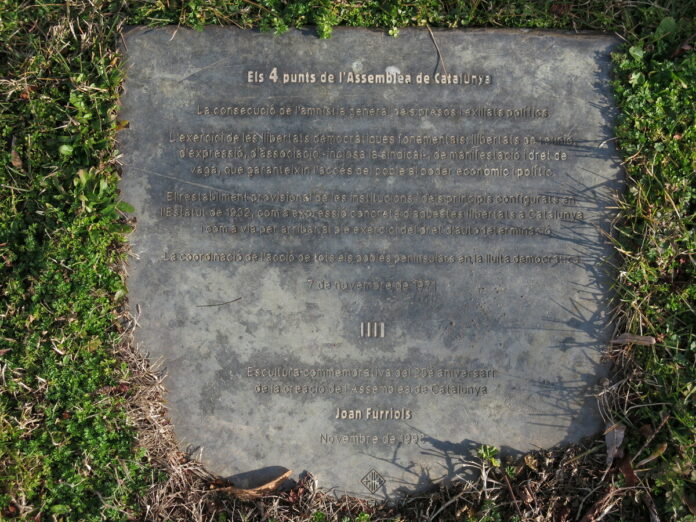 Els 4 punts de l'Assemblea de Catalunya
La consecució de l'amnistia general pels presos i exiliats polítics
L'exercici de les llibertats democràtiques fonamentals: llibertats de reunió,
d'expressió, d'associació -inclosa la sindical-, de manifestació i dret de
vaga, que garanteixin l'accés del poble al poder econòmic i polític
El restabliment provisional de les institucions i dels principis configurats en
l'Estatut de 1932, com a expressió concreta d'aquestes llibertats a Catalunya
i com a via per arribar al ple exercici del dret d'autodeterminació
La coordinació de l'acció de tots els pobles peninsulars en la lluita democràtica
7 de novembre de 1971
Escultura commemorativa del 25è aniversari
de la creació de l'Assemblea de Catalunya
Joan Furriols
Novembre de